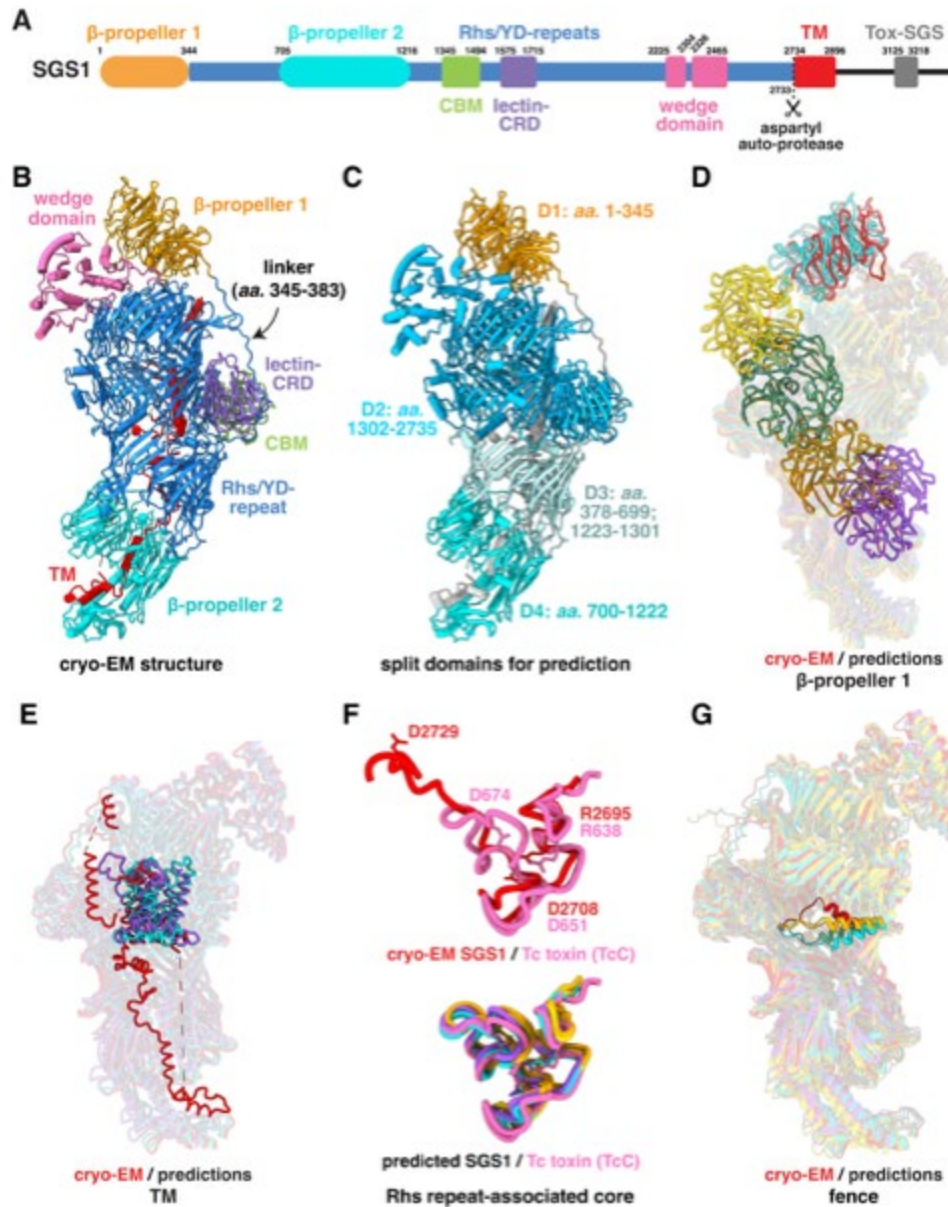 A
β-propeller 1
β-propeller 2
Rhs/YD-repeats
TM
Tox-SGS
1
344
705
1216
1345
1494
1575
1715
2225
2465
2734
2896
3125
3218
SGS1
CBM
lectin-
CRD
wedge
domain
2733
aspartyl
auto-protease
B
wedge
domain
β-propeller 1
linker
(aa. 345-383)
lectin-
CRD
CBM
Rhs/YD-
repeat
TM
β-propeller 2
cryo-EM structure
C
D1: aa. 1-345
D2: aa.
1302-2735
D3: aa.
378-699;
1223-1301
D4: aa. 700-1222
split domains for prediction
D
cryo-EM / predictions
β-propeller 1
E
cryo-EM / predictions
TM
F
D2729
D674
R2695
R638
D2708
D651
cryo-EM SGS1 / Tc toxin (TcC)
predicted SGS1 / Tc toxin (TcC)
Rhs repeat-associated core
G
cryo-EM / predictions
fence